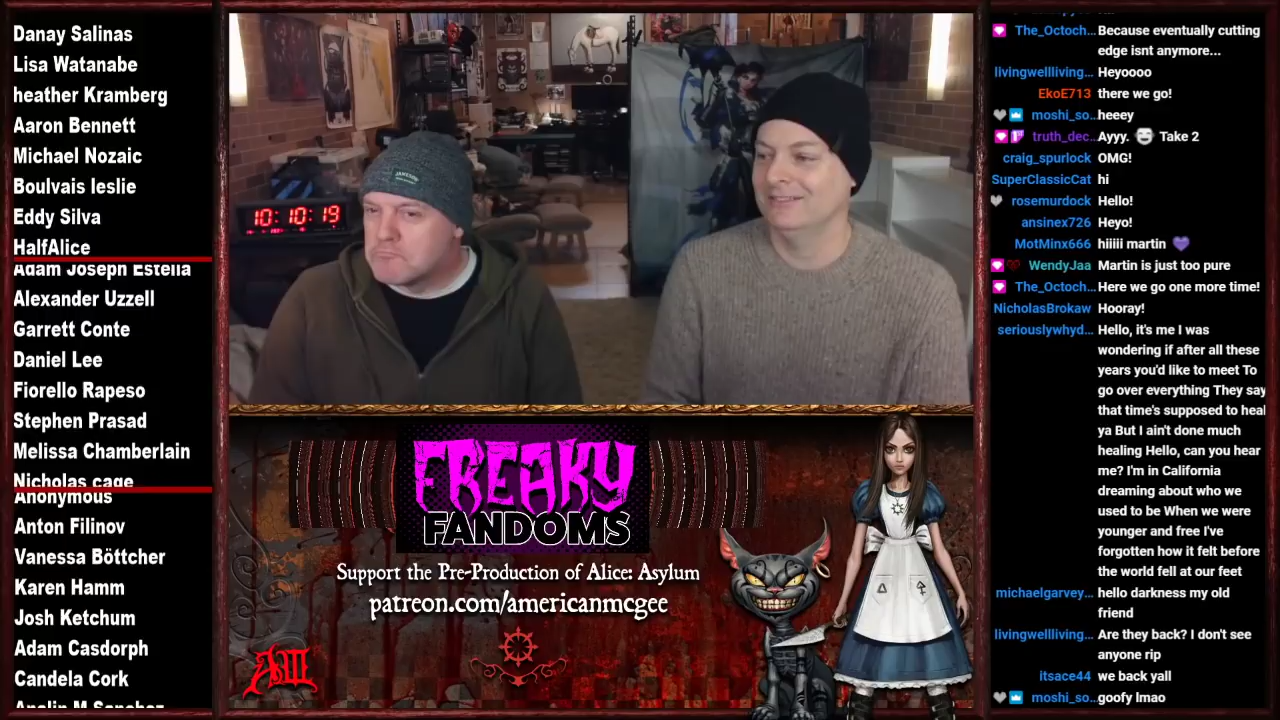 Danay Salinas
Lisa Watanabe
heather Kramberg
Aaron Bennett
Michael Nozaic
Boulvais leslie
Eddy Silva
HalfAlice
Adam Joseph Estella
Alexander Uzzell
Garrett Conte
Daniel Lee
Fiorello Rapeso
Stephen Prasad
Melissa Chamberlain
Nicholas cage
Anonymous
Anton Filinov
Vanessa Böttcher
Karen Hamm
Josh Ketchum
Adam Casdorph
Candela Cork
JAMESON
10:10:19
FREAKY
FANDOMS
Support the Pre-Production of Alice: Asylum
patreon.com/americanmcgee
AIII
The_Octoch... Because eventually cutting
edge isnt anymore...
livingwellliving... Heyoooo
EkoE713 there we go!
moshi_so... heeey
truth_dec... Ayyy. Take 2
craig_spurlock OMG!
SuperClassicCat hi
rosemurdock Hello!
ansinex726 Heyo!
MotMinx666 hiiiii martin 💜
WendyJaa Martin is just too pure
The_Octoch... Here we go one more time!
NicholasBrokaw Hooray!
seriouslywhyd... Hello, it's me I was
wondering if after all these
years you'd like to meet To
go over everything They say
that time's supposed to heal
ya But I ain't done much
healing Hello, can you hear
me? I'm in California
dreaming about who we
used to be When we were
younger and free I've
forgotten how it felt before
the world fell at our feet
michaelgarvey... hello darkness my old
friend
livingwellliving... Are they back? I don't see
anyone rip
itsace44 we back yall
moshi_so... goofy lmao